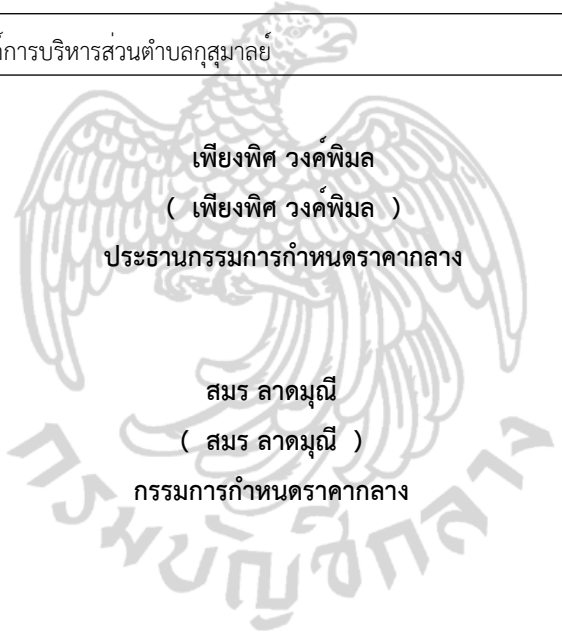 การบริหารส่วนตำบลกุสุมาลย์
เพียงพิศ วงค์พิมล
( เพียงพิศ วงค์พิมล )
ประธานกรรมการกำหนดราคากลาง
สมร ลาดมุณี
( สมร ลาดมุณี )
กรรมการกำหนดราคากลาง
กรมบัญชีกลาง